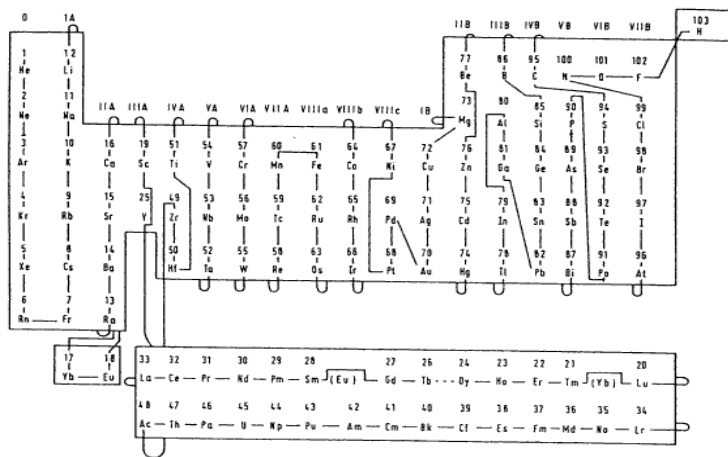 0 IA IIB IIIB IVB VB VIB VIIB 103
H
1 12 77 86 95 100 101 102
He Li Be B C N O F
2 11 73 80 85 90 94 99
Ne Na Mg Al Si P S Cl
IIA IIIA IVA VA VIA VIIA VIIIa VIIIb VIIIc IB
3 10 16 19 51 54 57 60 61 64 67 72 76 81 84 89 93 98
Ar K Ca Sc Ti V Cr Mn Fe Co Ni Cu Zn Ga Ge As Se Br
4 9 15 25 49 53 56 59 62 65 69 71 75 79 83 88 92 97
Kr Rb Sr Y Zr Nb Mo Tc Ru Rh Pd Ag Cd In Sn Sb Te I
5 8 14 50 52 55 58 63 66 68 70 74 78 82 87 91 96
Xe Cs Ba Hf Ta W Re Os Ir Pt Au Hg Tl Pb Bi Po At
6 7 13
Rn Fr Ra
17 18
Yb Eu
33 32 31 30 29 28 27 26 24 23 22 21 20
La Ce Pr Nd Pm Sm (Eu) Gd Tb Dy Ho Er Tm (Yb) Lu
48 47 46 45 44 43 42 41 40 39 38 37 36 35 34
Ac Th Pa U Np Pu Am Cm Bk Cf Es Fm Md No Lr